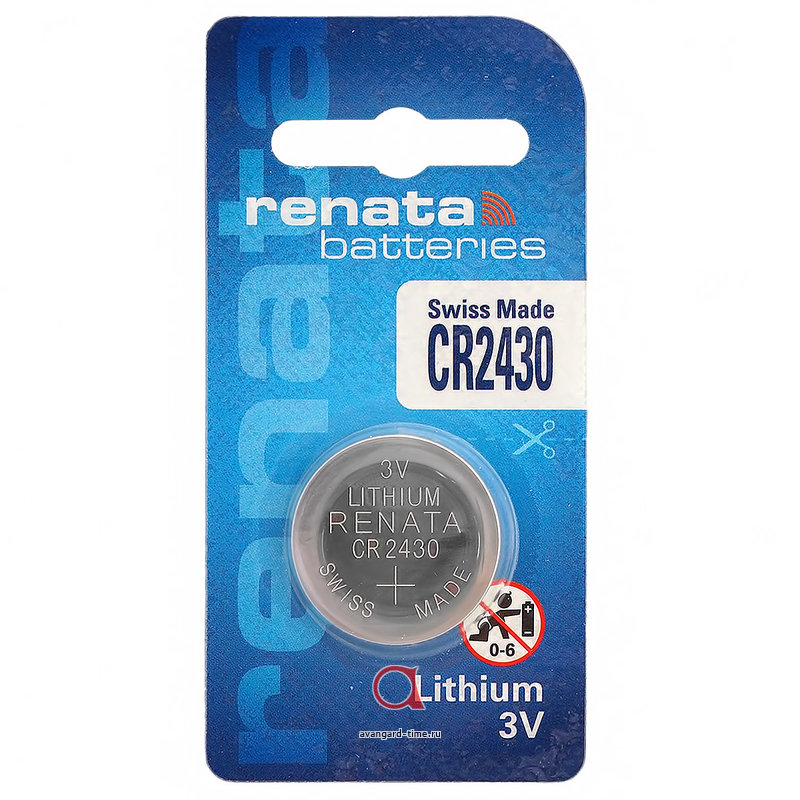 renata
renata
batteries
Swiss Made
CR2430
3V
LITHIUM
RENATA
CR 2430
+
SWISS MADE
0-6
Lithium
3V
avangard-time.ru